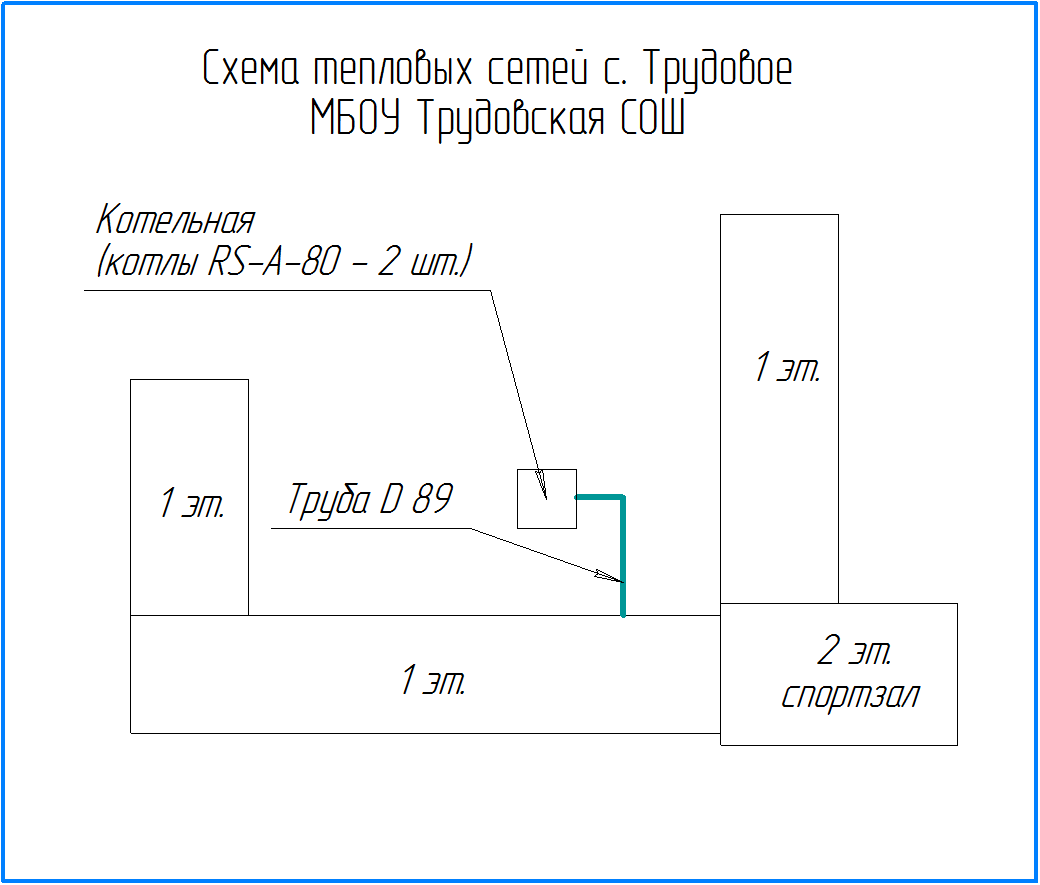 Схема тепловых сетей с. Трудовое
МБОУ Трудовская СОШ
Котельная
(котлы RS-A-80 - 2 шт.)
1 эт.
1 эт.
Труба D 89
1 эт.
2 эт.
спортзал